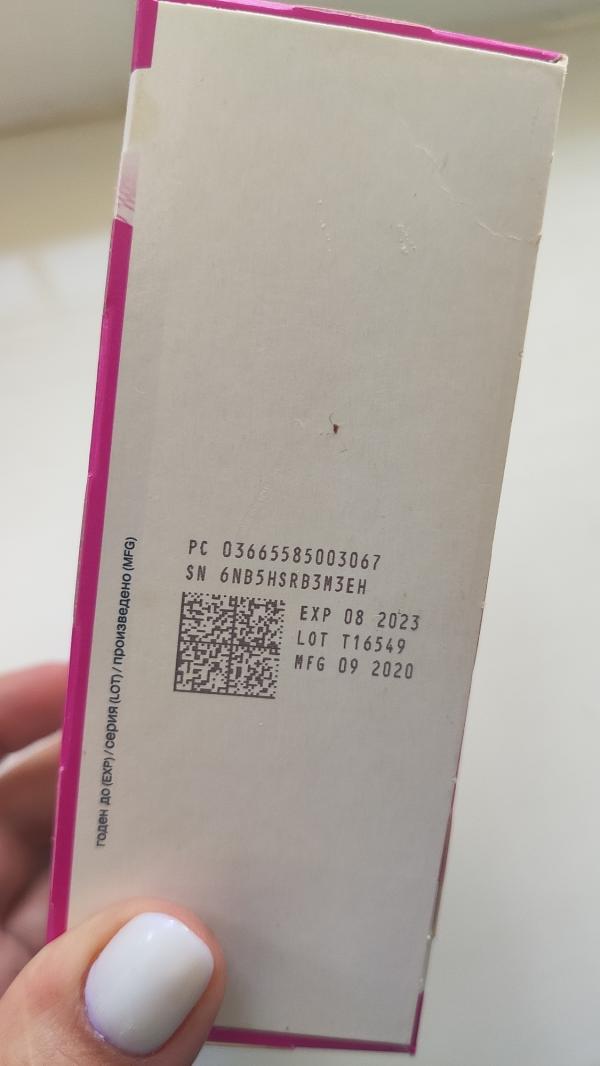 PC 03665585003067
SN 6NB5HSRB3M3EH
EXP 08 2023
LOT T16549
MFG 09 2020
годен до (EXP) / серия (LOT) / произведено (MFG)